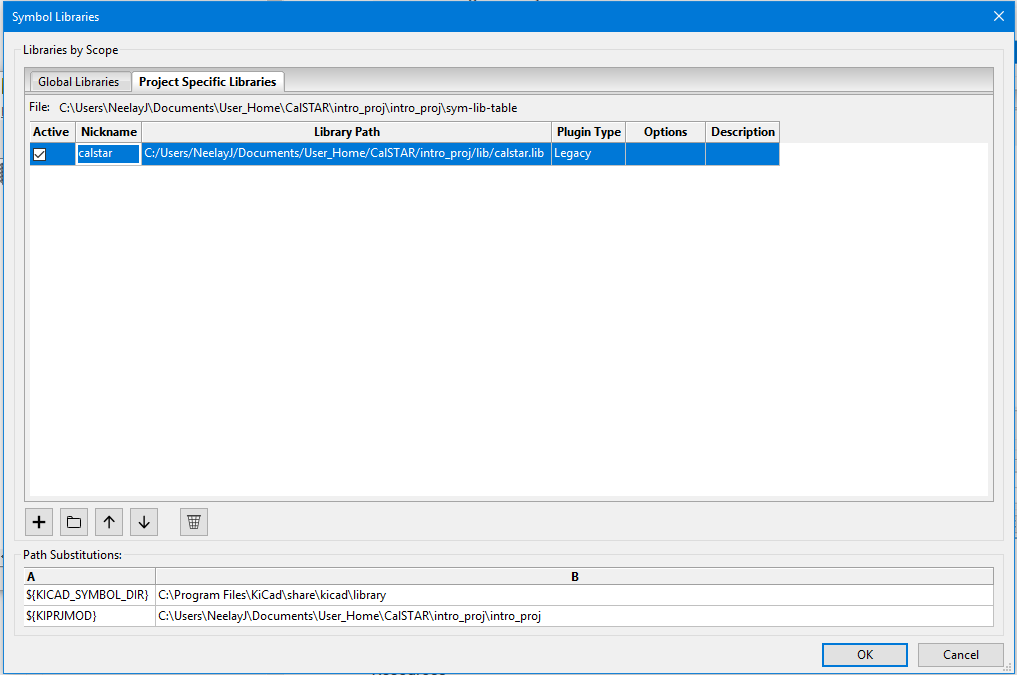 Symbol Libraries
Libraries by Scope
Global Libraries Project Specific Libraries
File: C:\Users\NeelayJ\Documents\User_Home\CalSTAR\intro_proj\intro_proj\sym-lib-table
Active Nickname Library Path Plugin Type Options Description
calstar C:/Users/NeelayJ/Documents/User_Home/CalSTAR/intro_proj/lib/calstar.lib Legacy
Path Substitutions:
A B
${KICAD_SYMBOL_DIR} C:\Program Files\KiCad\share\kicad\library
${KIPRJMOD} C:\Users\NeelayJ\Documents\User_Home\CalSTAR\intro_proj\intro_proj
OK Cancel